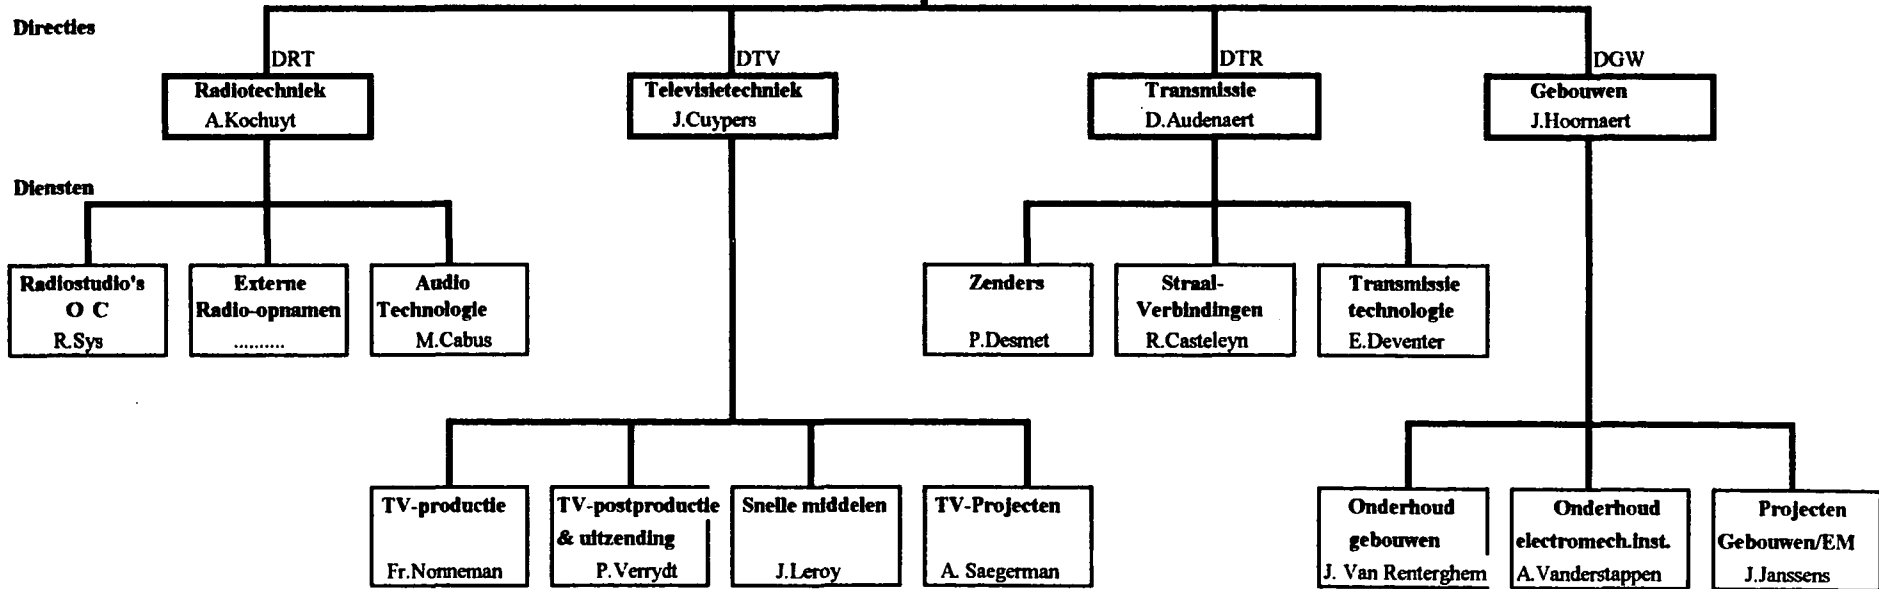 Directies
DRT
DTV
DTR
DGW
Radiotechniek
A.Kochuyt
Televisietechniek
J.Cuypers
Transmissie
D.Audenaert
Gebouwen
J.Hoornaert
Diensten
Radiostudio's
O C
R.Sys
Externe
Radio-opnamen
..........
Audio
Technologie
M.Cabus
Zenders
P.Desmet
Straal-
Verbindingen
R.Casteleyn
Transmissie
technologie
E.Deventer
TV-productie
Fr.Nonneman
TV-postproductie
& uitzending
P.Verrydt
Snelle middelen
J.Leroy
TV-Projecten
A. Saegerman
Onderhoud
gebouwen
J. Van Renterghem
Onderhoud
electromech.inst.
A.Vanderstappen
Projecten
Gebouwen/EM
J.Janssens